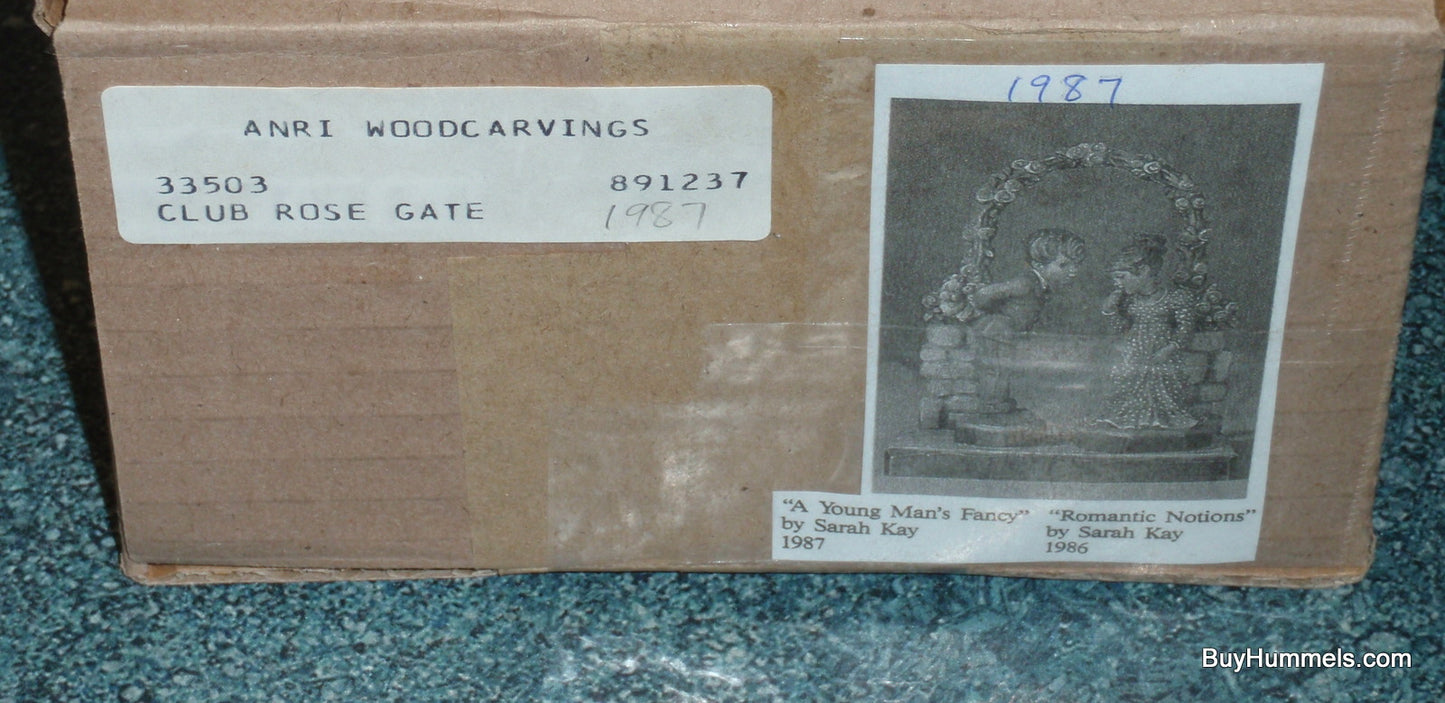 ANRI WOODCARVINGS
33503 891237
CLUB ROSE GATE 1987
1987
"A Young Man's Fancy"
by Sarah Kay
1987
"Romantic Notions"
by Sarah Kay
1986
BuyHummels.com